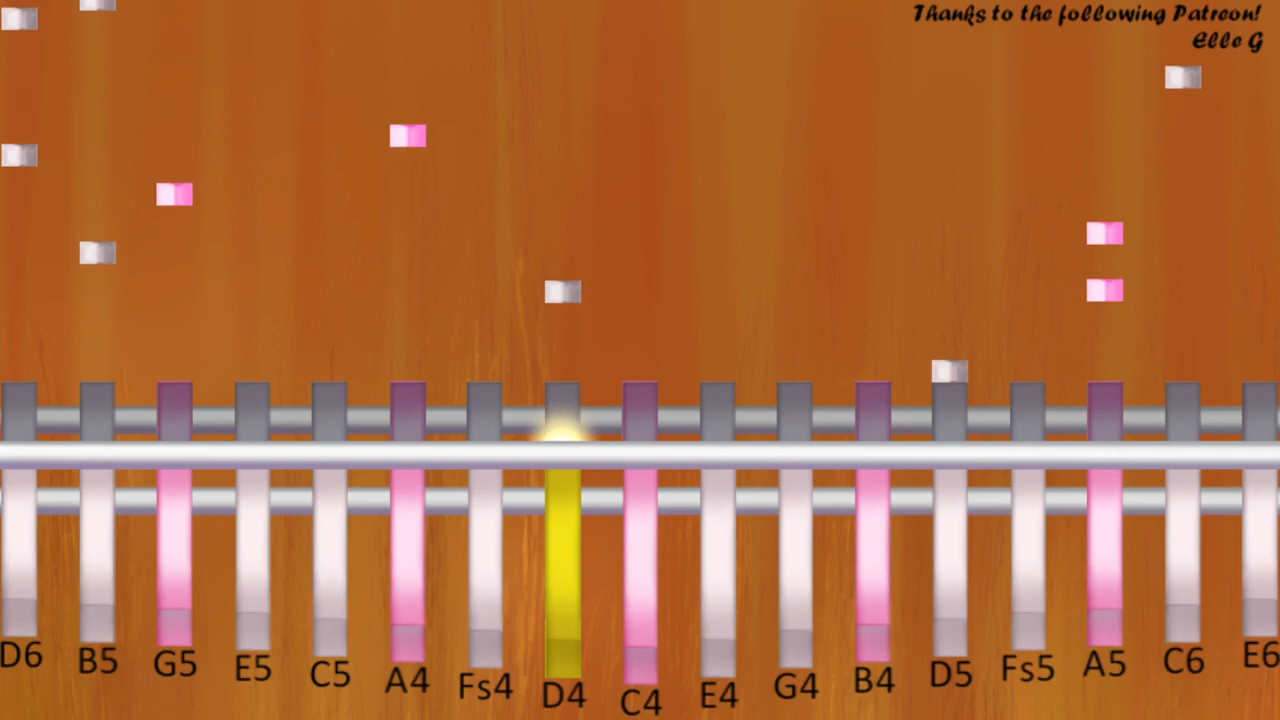 Thanks to the following Patreon!
Elle G
D6 B5 G5 E5 C5 A4 Fs4 D4 C4 E4 G4 B4 D5 Fs5 A5 C6 E6